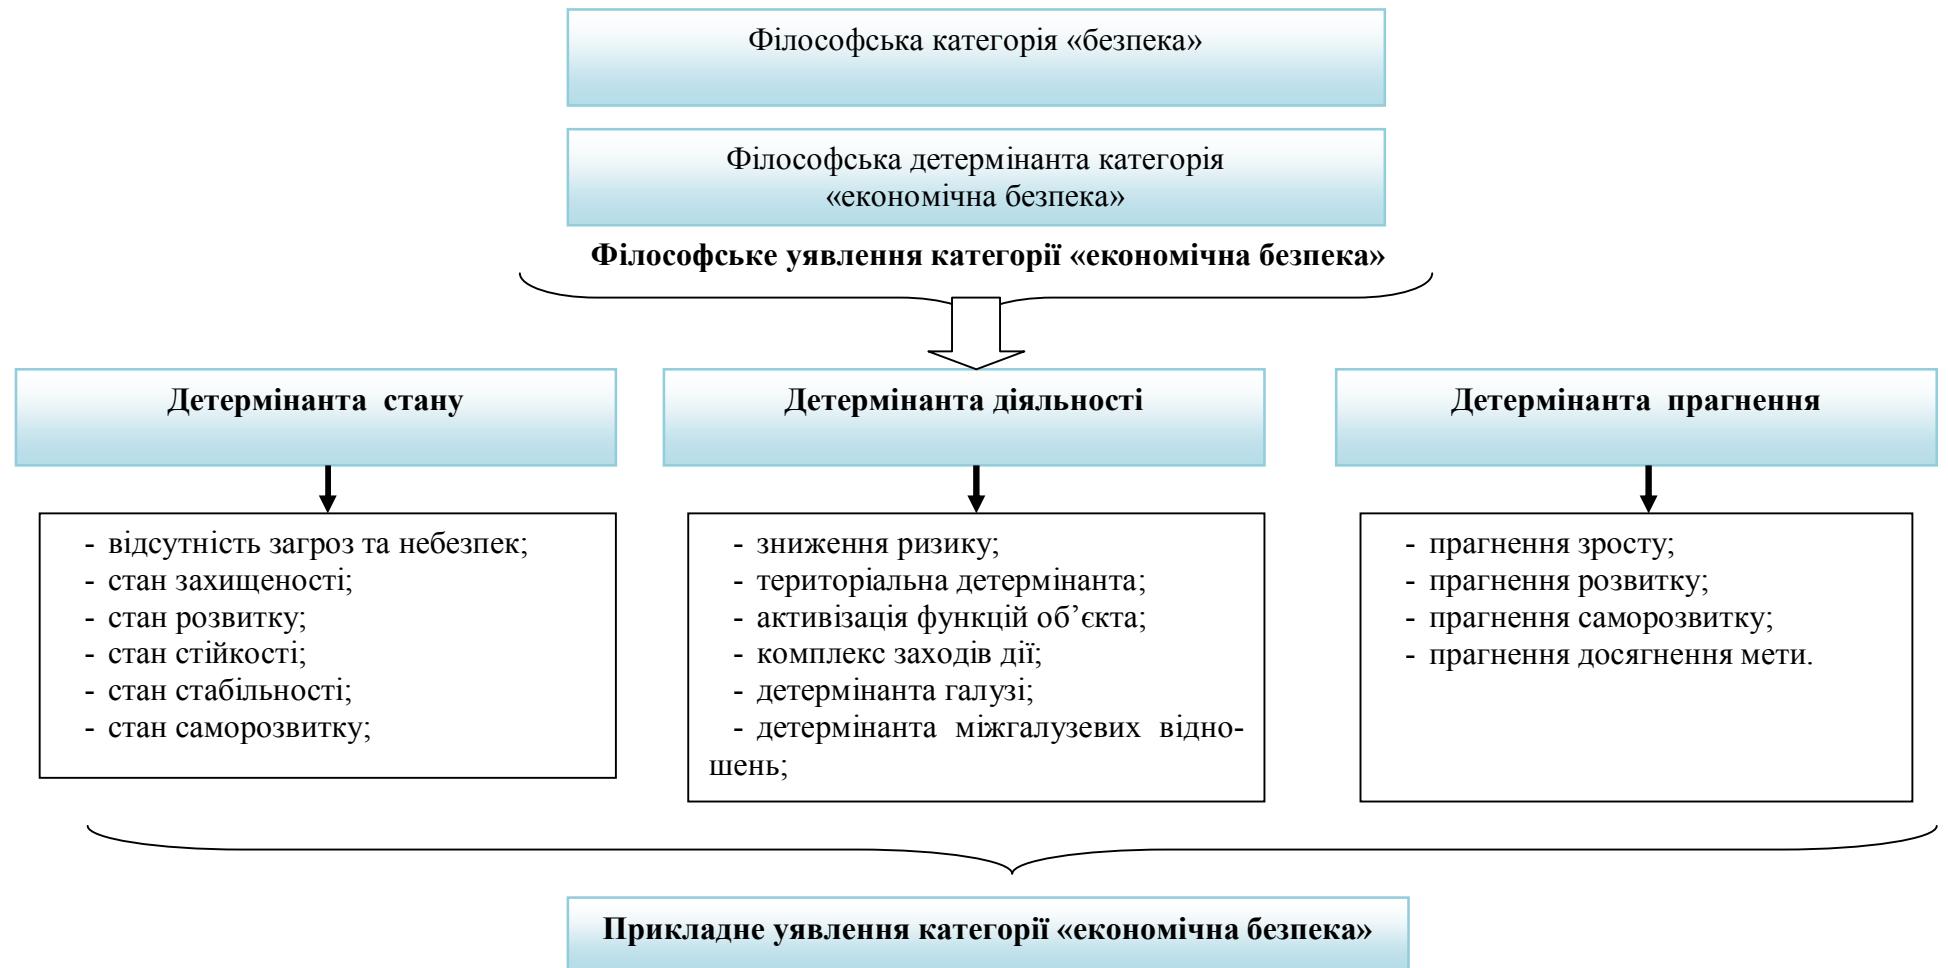 Філософська категорія «безпека»
Філософська детермінанта категорія
«економічна безпека»
Філософське уявлення категорії «економічна безпека»
Детермінанта стану
- відсутність загроз та небезпек;
- стан захищеності;
- стан розвитку;
- стан стійкості;
- стан стабільності;
- стан саморозвитку;
Детермінанта діяльності
- зниження ризику;
- територіальна детермінанта;
- активізація функцій об’єкта;
- комплекс заходів дії;
- детермінанта галузі;
- детермінанта міжгалузевих відно-
шень;
Детермінанта прагнення
- прагнення зросту;
- прагнення розвитку;
- прагнення саморозвитку;
- прагнення досягнення мети.
Прикладне уявлення категорії «економічна безпека»